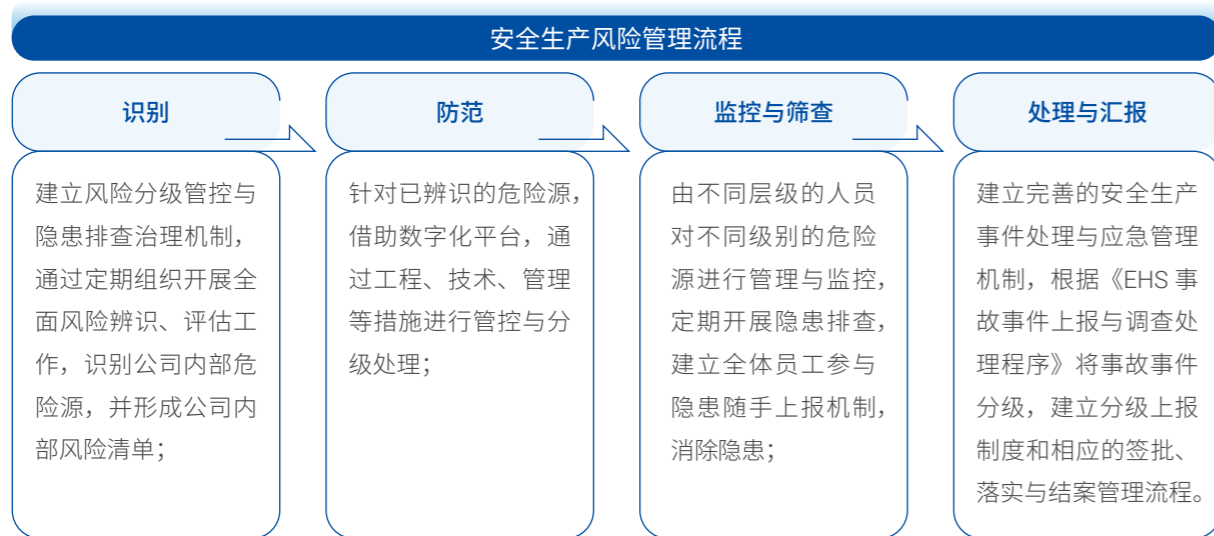 安全生产风险管理流程
识别
建立风险分级管控与
隐患排查治理机制，
通过定期组织开展全
面风险辨识、评估工
作，识别公司内部危
险源，并形成公司内
部风险清单；
防范
针对已辨识的危险源，
借助数字化平台，通
过工程、技术、管理
等措施进行管控与分
级处理；
监控与筛查
由不同层级的人员
对不同级别的危险
源进行管理与监控，
定期开展隐患排查，
建立全体员工参与
隐患随手上报机制，
消除隐患；
处理与汇报
建立完善的安全生产
事件处理与应急管理
机制，根据《EHS 事
故事件上报与调查处
理程序》将事故事件
分级，建立分级上报
制度和相应的签批、
落实与结案管理流程。